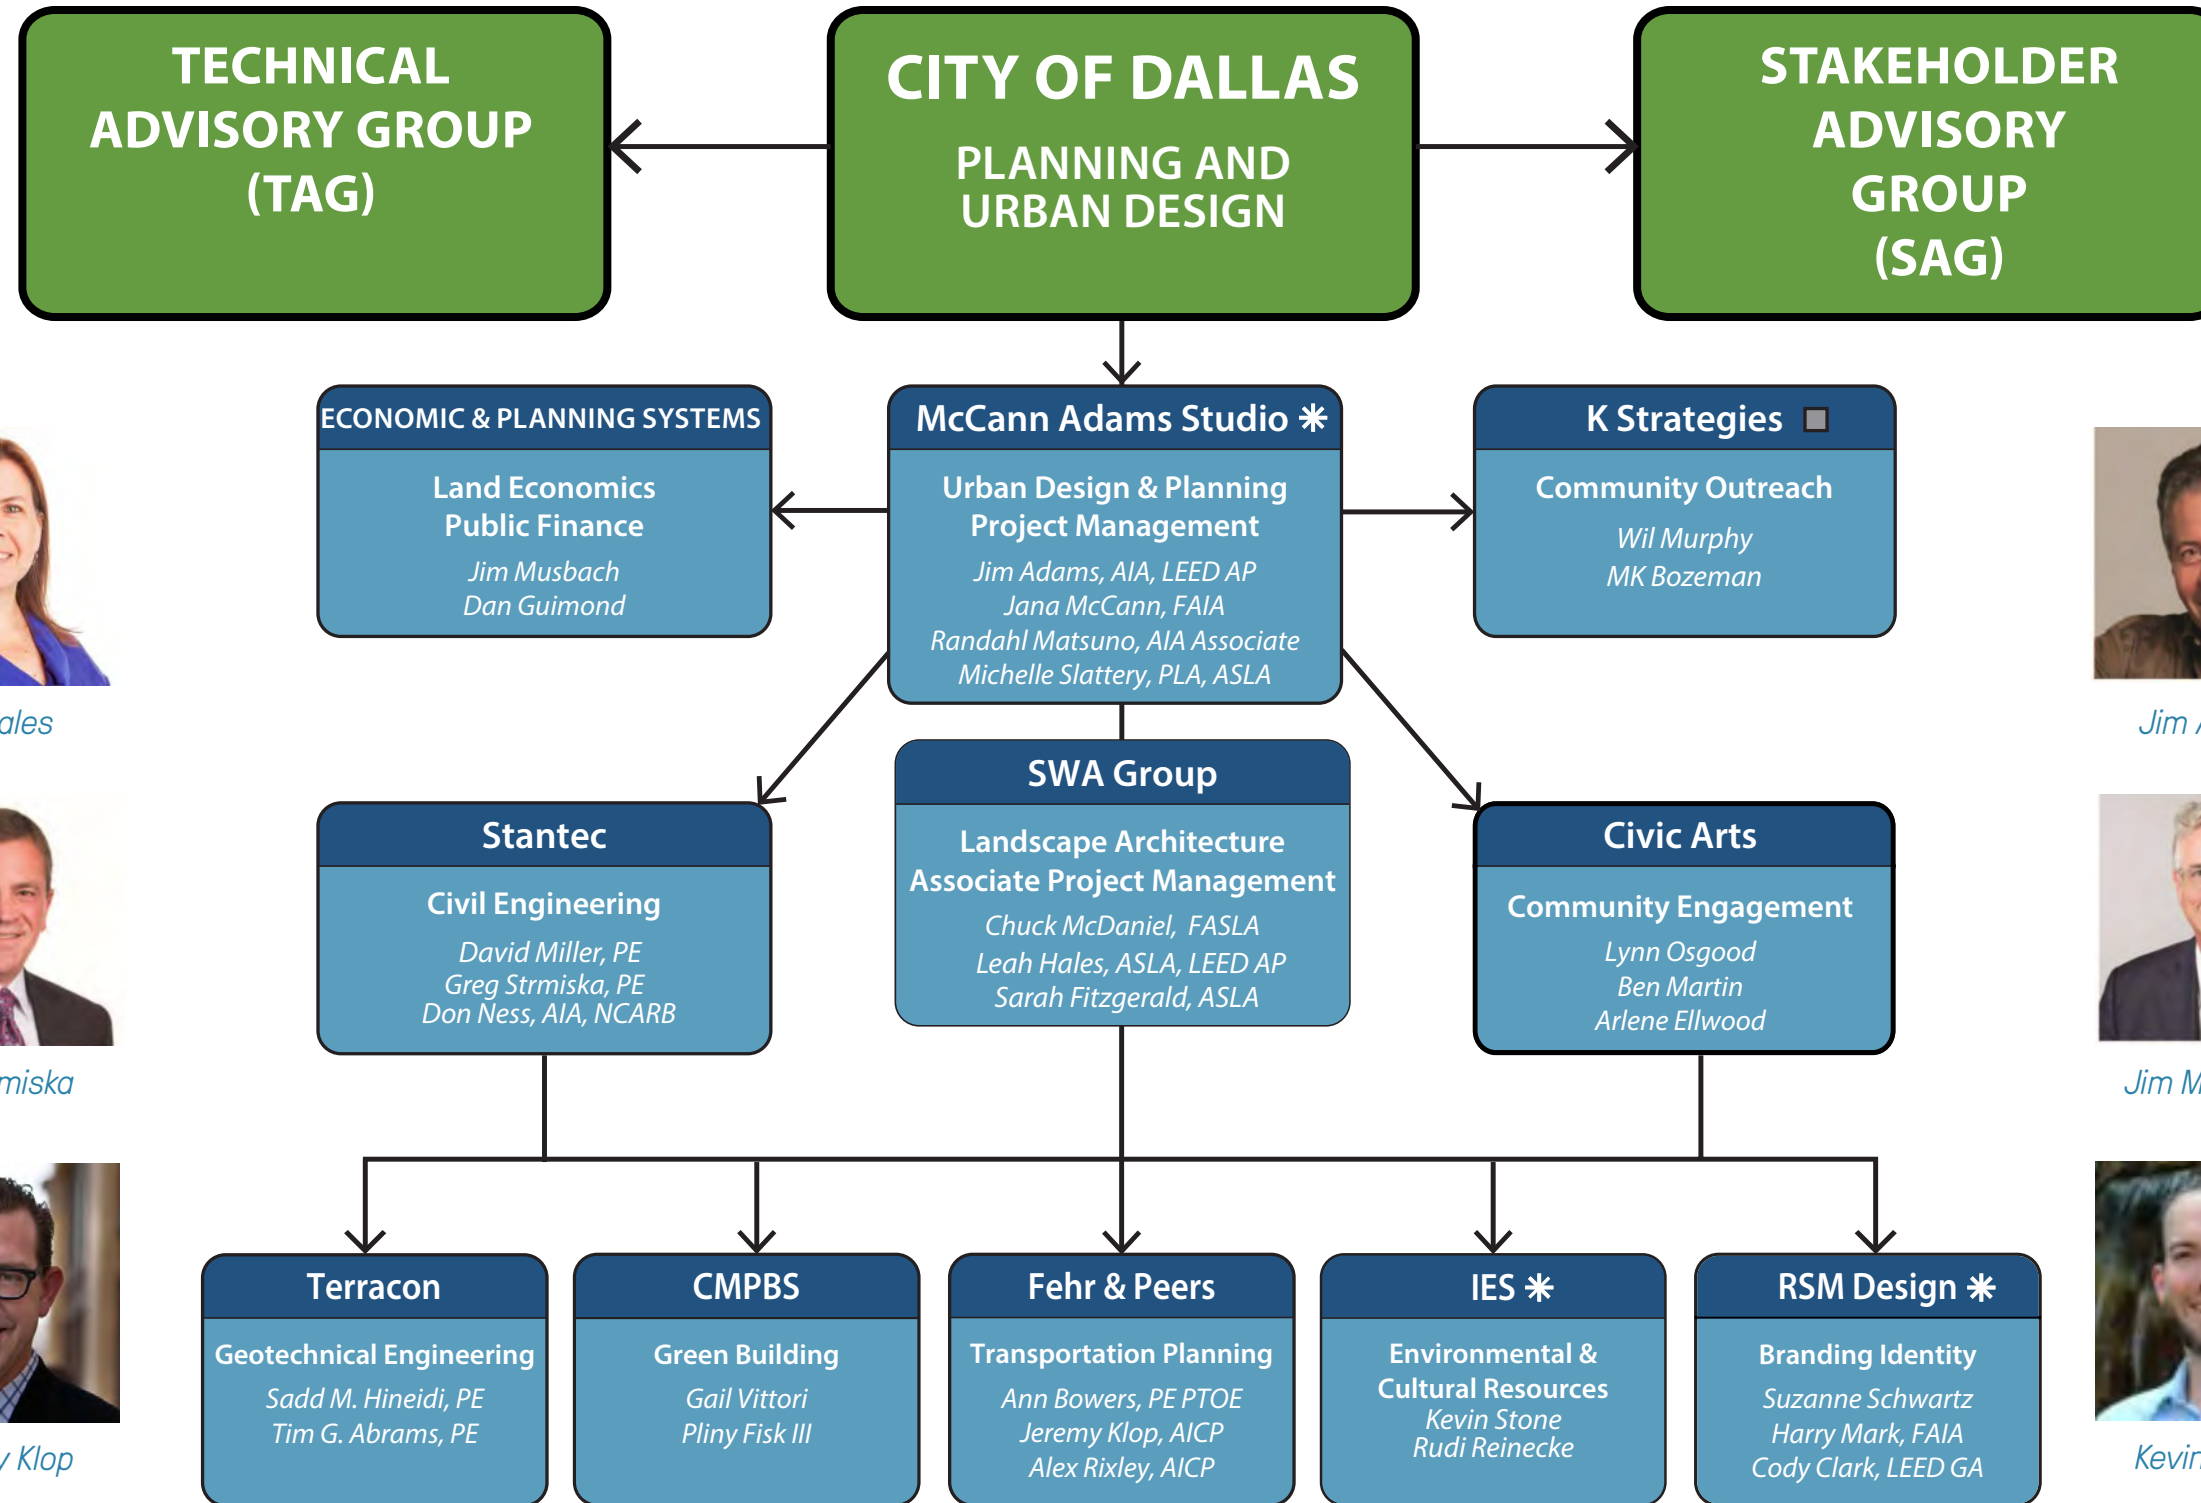 TECHNICAL
ADVISORY GROUP
(TAG)
CITY OF DALLAS
PLANNING AND
URBAN DESIGN
STAKEHOLDER
ADVISORY
GROUP
(SAG)
ECONOMIC & PLANNING SYSTEMS
Land Economics
Public Finance
Jim Musbach
Dan Guimond
McCann Adams Studio *
Urban Design & Planning
Project Management
Jim Adams, AIA, LEED AP
Jana McCann, FAIA
Randahl Matsuno, AIA Associate
Michelle Slattery, PLA, ASLA
K Strategies
Community Outreach
Wil Murphy
MK Bozeman
ales
Jim A
Stantec
Civil Engineering
David Miller, PE
Greg Strmiska, PE
Don Ness, AIA, NCARB
SWA Group
Landscape Architecture
Associate Project Management
Chuck McDaniel, FASLA
Leah Hales, ASLA, LEED AP
Sarah Fitzgerald, ASLA
Civic Arts
Community Engagement
Lynn Osgood
Ben Martin
Arlene Ellwood
miska
Jim M
Terracon
Geotechnical Engineering
Sadd M. Hineidi, PE
Tim G. Abrams, PE
CMPBS
Green Building
Gail Vittori
Pliny Fisk III
Fehr & Peers
Transportation Planning
Ann Bowers, PE PTOE
Jeremy Klop, AICP
Alex Rixley, AICP
IES *
Environmental &
Cultural Resources
Kevin Stone
Rudi Reinecke
RSM Design *
Branding Identity
Suzanne Schwartz
Harry Mark, FAIA
Cody Clark, LEED GA
y Klop
Kevin